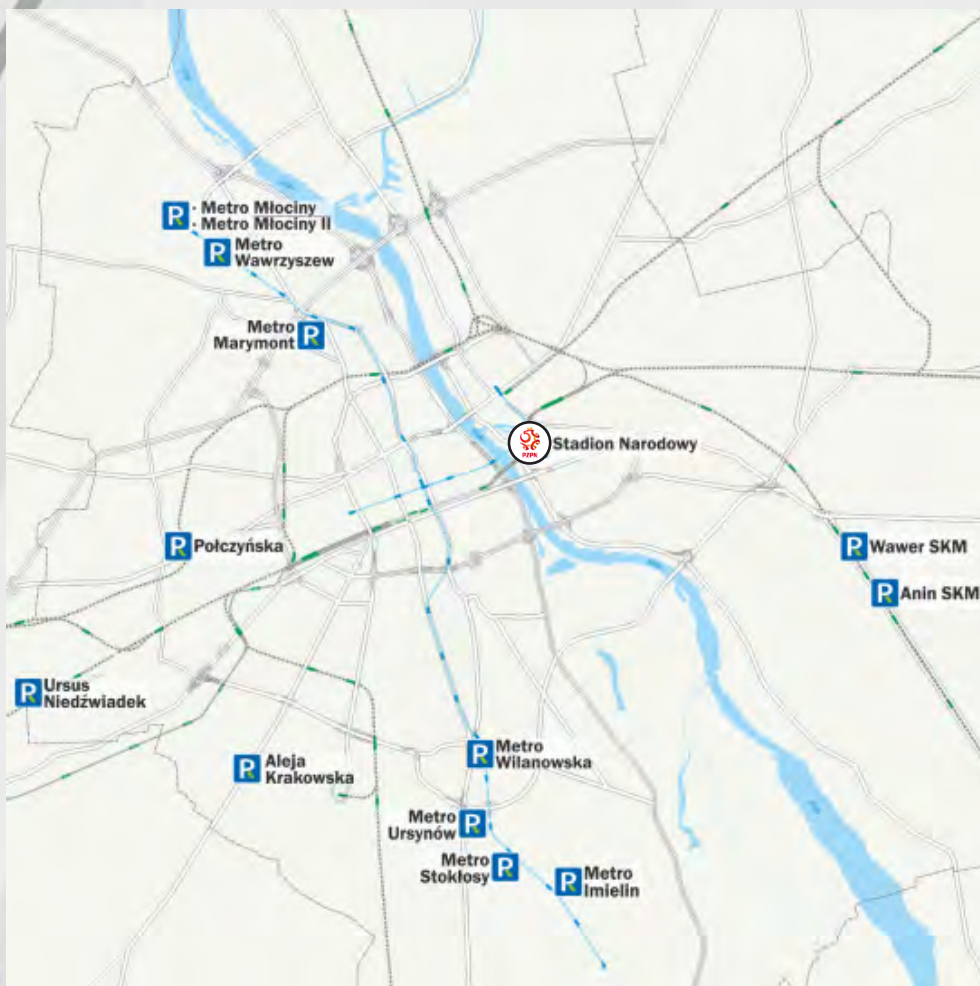 · Metro Młociny
· Metro Młociny II
Metro
Wawrzyszew
Metro
Marymont
PZPN
Stadion Narodowy
Połczyńska
Wawer SKM
Anin SKM
Ursus
Niedźwiadek
Aleja
Krakowska
Metro
Wilanowska
Metro
Ursynów
Metro
Stokłosy
Metro
Imielin